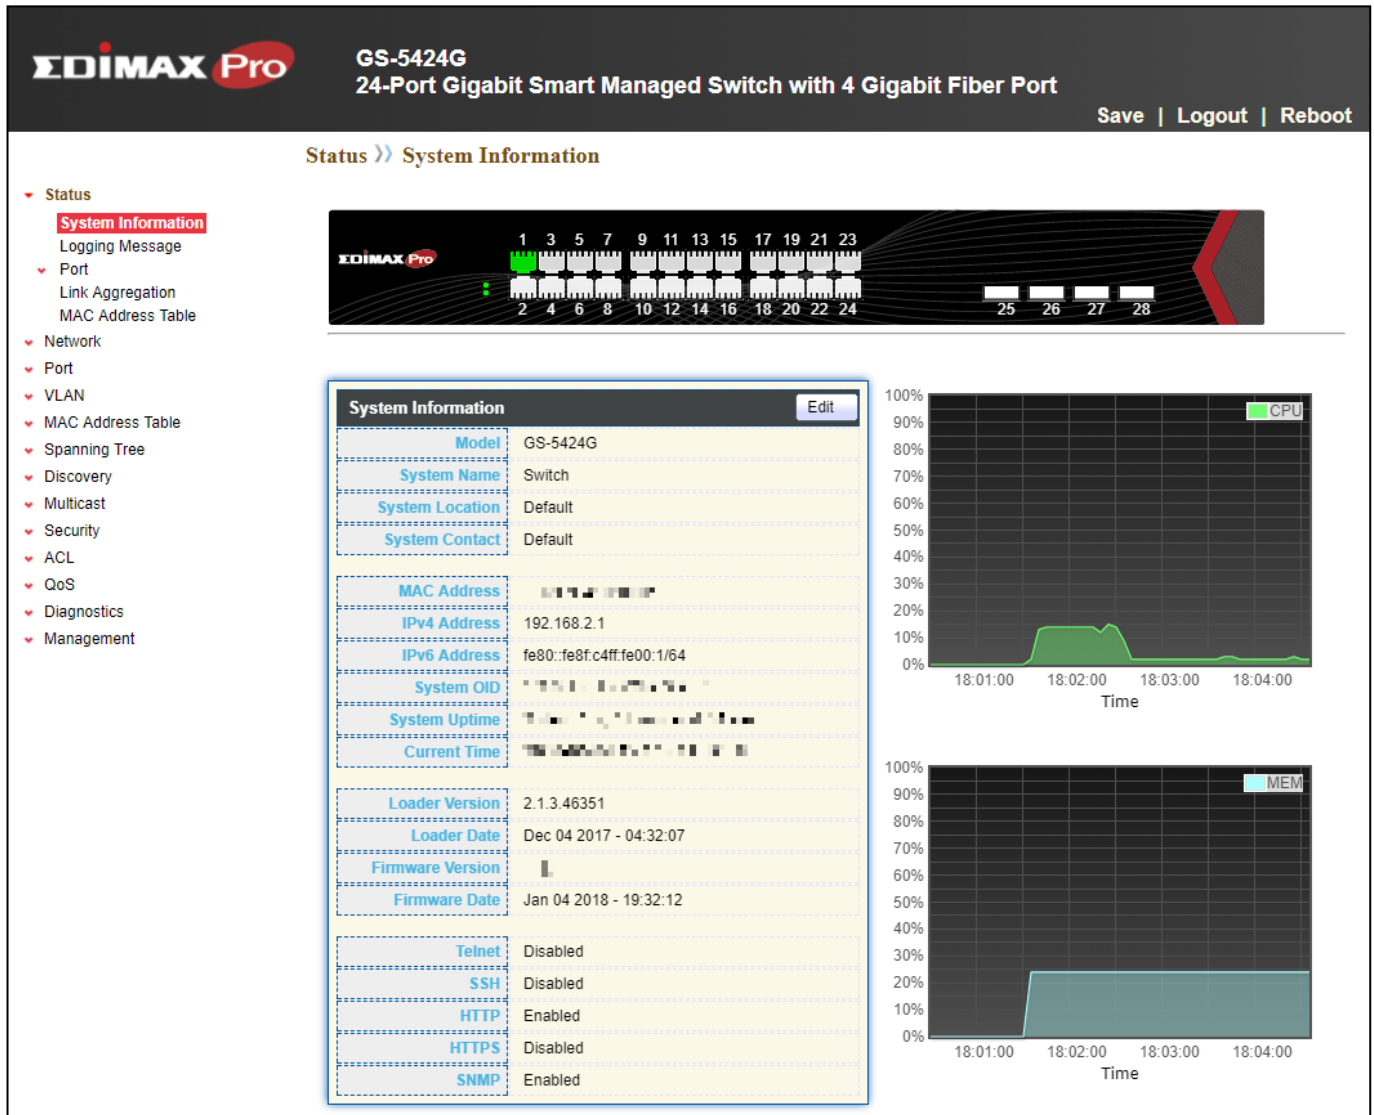 EDIMAX Pro
GS-5424G
24-Port Gigabit Smart Managed Switch with 4 Gigabit Fiber Port
Save | Logout | Reboot
Status » System Information
Status
System Information
Logging Message
Port
Link Aggregation
MAC Address Table
Network
Port
VLAN
MAC Address Table
Spanning Tree
Discovery
Multicast
Security
ACL
QoS
Diagnostics
Management
EDIMAX Pro
1 3 5 7 9 11 13 15 17 19 21 23
2 4 6 8 10 12 14 16 18 20 22 24
25 26 27 28
System Information Edit
Model GS-5424G
System Name Switch
System Location Default
System Contact Default
MAC Address
IPv4 Address 192.168.2.1
IPv6 Address fe80::fe8f:c4ff:fe00:1/64
System OID
System Uptime
Current Time
Loader Version 2.1.3.46351
Loader Date Dec 04 2017 - 04:32:07
Firmware Version
Firmware Date Jan 04 2018 - 19:32:12
Telnet Disabled
SSH Disabled
HTTP Enabled
HTTPS Disabled
SNMP Enabled
100%
90%
80%
70%
60%
50%
40%
30%
20%
10%
0%
CPU
18:01:00 18:02:00 18:03:00 18:04:00
Time
100%
90%
80%
70%
60%
50%
40%
30%
20%
10%
0%
MEM
18:01:00 18:02:00 18:03:00 18:04:00
Time